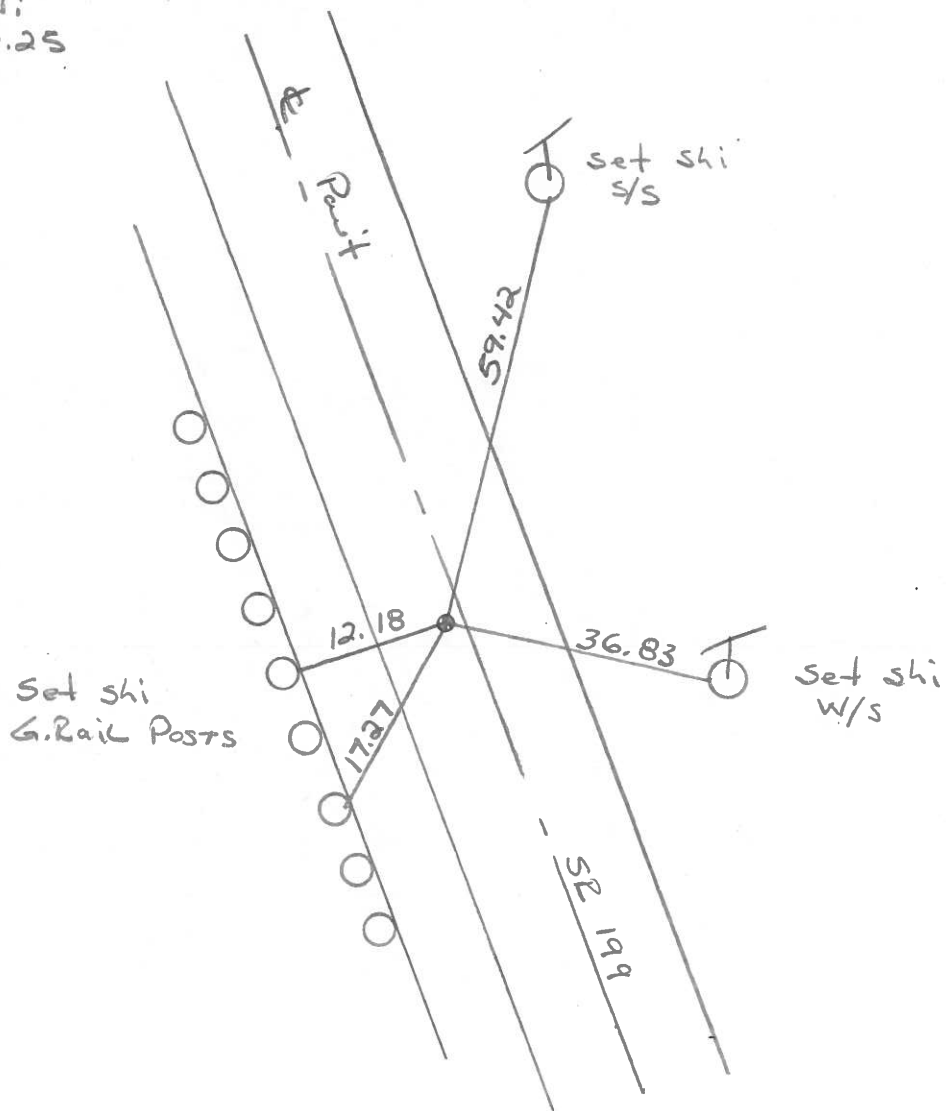 .25
Pavmt
set shi
S/S
59.42
12.18
36.83
Set shi
G.Rail Posts
17.27
Set shi
W/S
SR 199